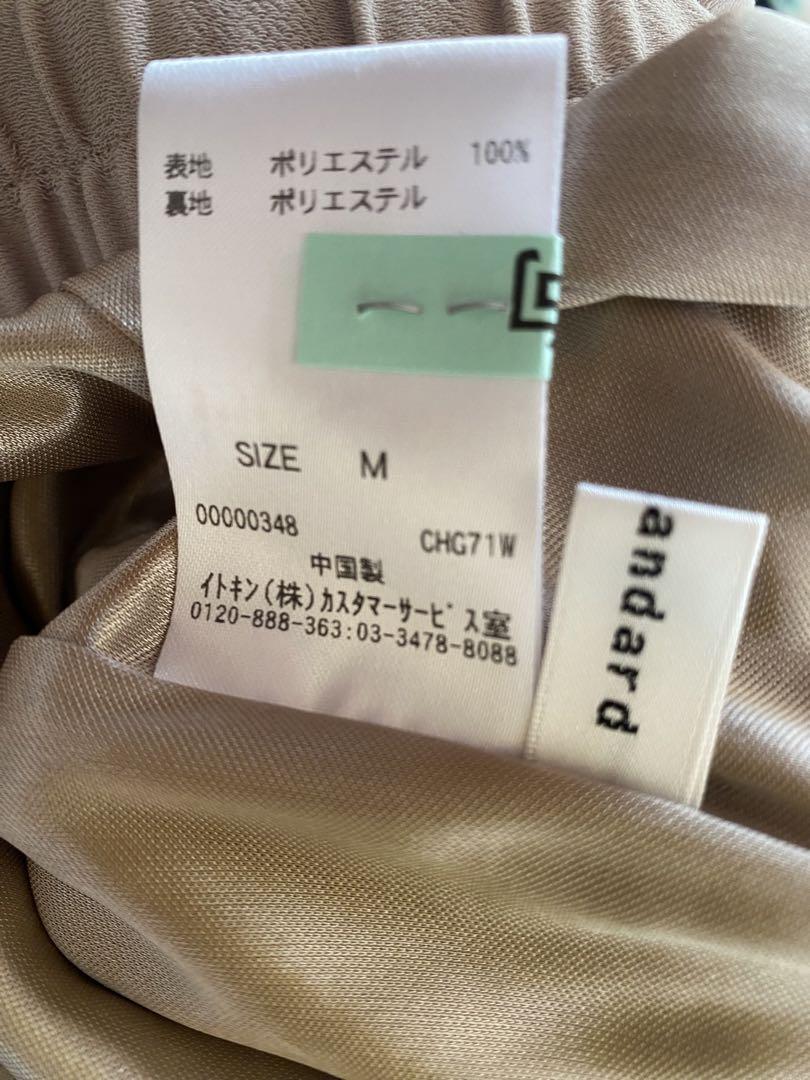 表地 ポリエステル 100%
裏地 ポリエステル
SIZE M
00000348 CHG71W
中国製
イトキン(株)カスタマーサービス室
0120-888-363:03-3478-8088
andard